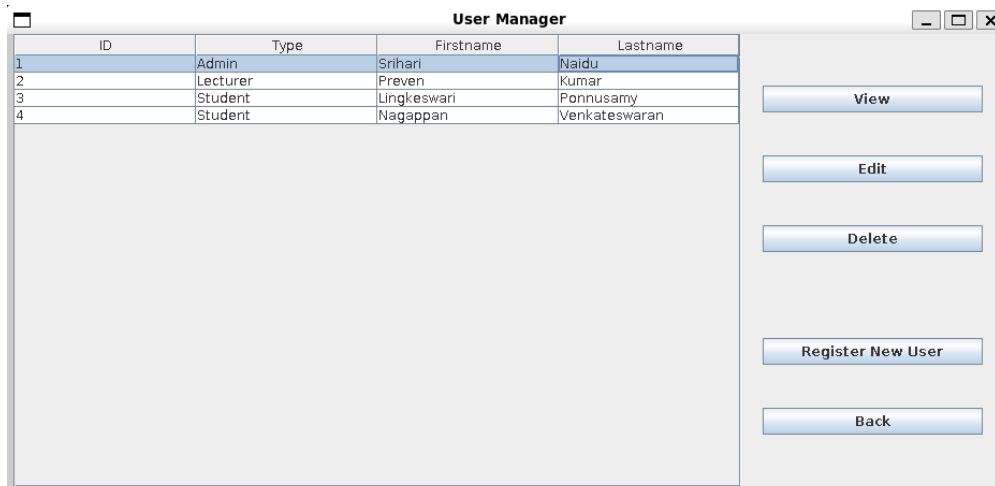 User Manager
ID Type Firstname Lastname
1 Admin Srihari Naidu
2 Lecturer Preven Kumar
3 Student Lingkeswari Ponnusamy
4 Student Nagappan Venkateswaran
View
Edit
Delete
Register New User
Back